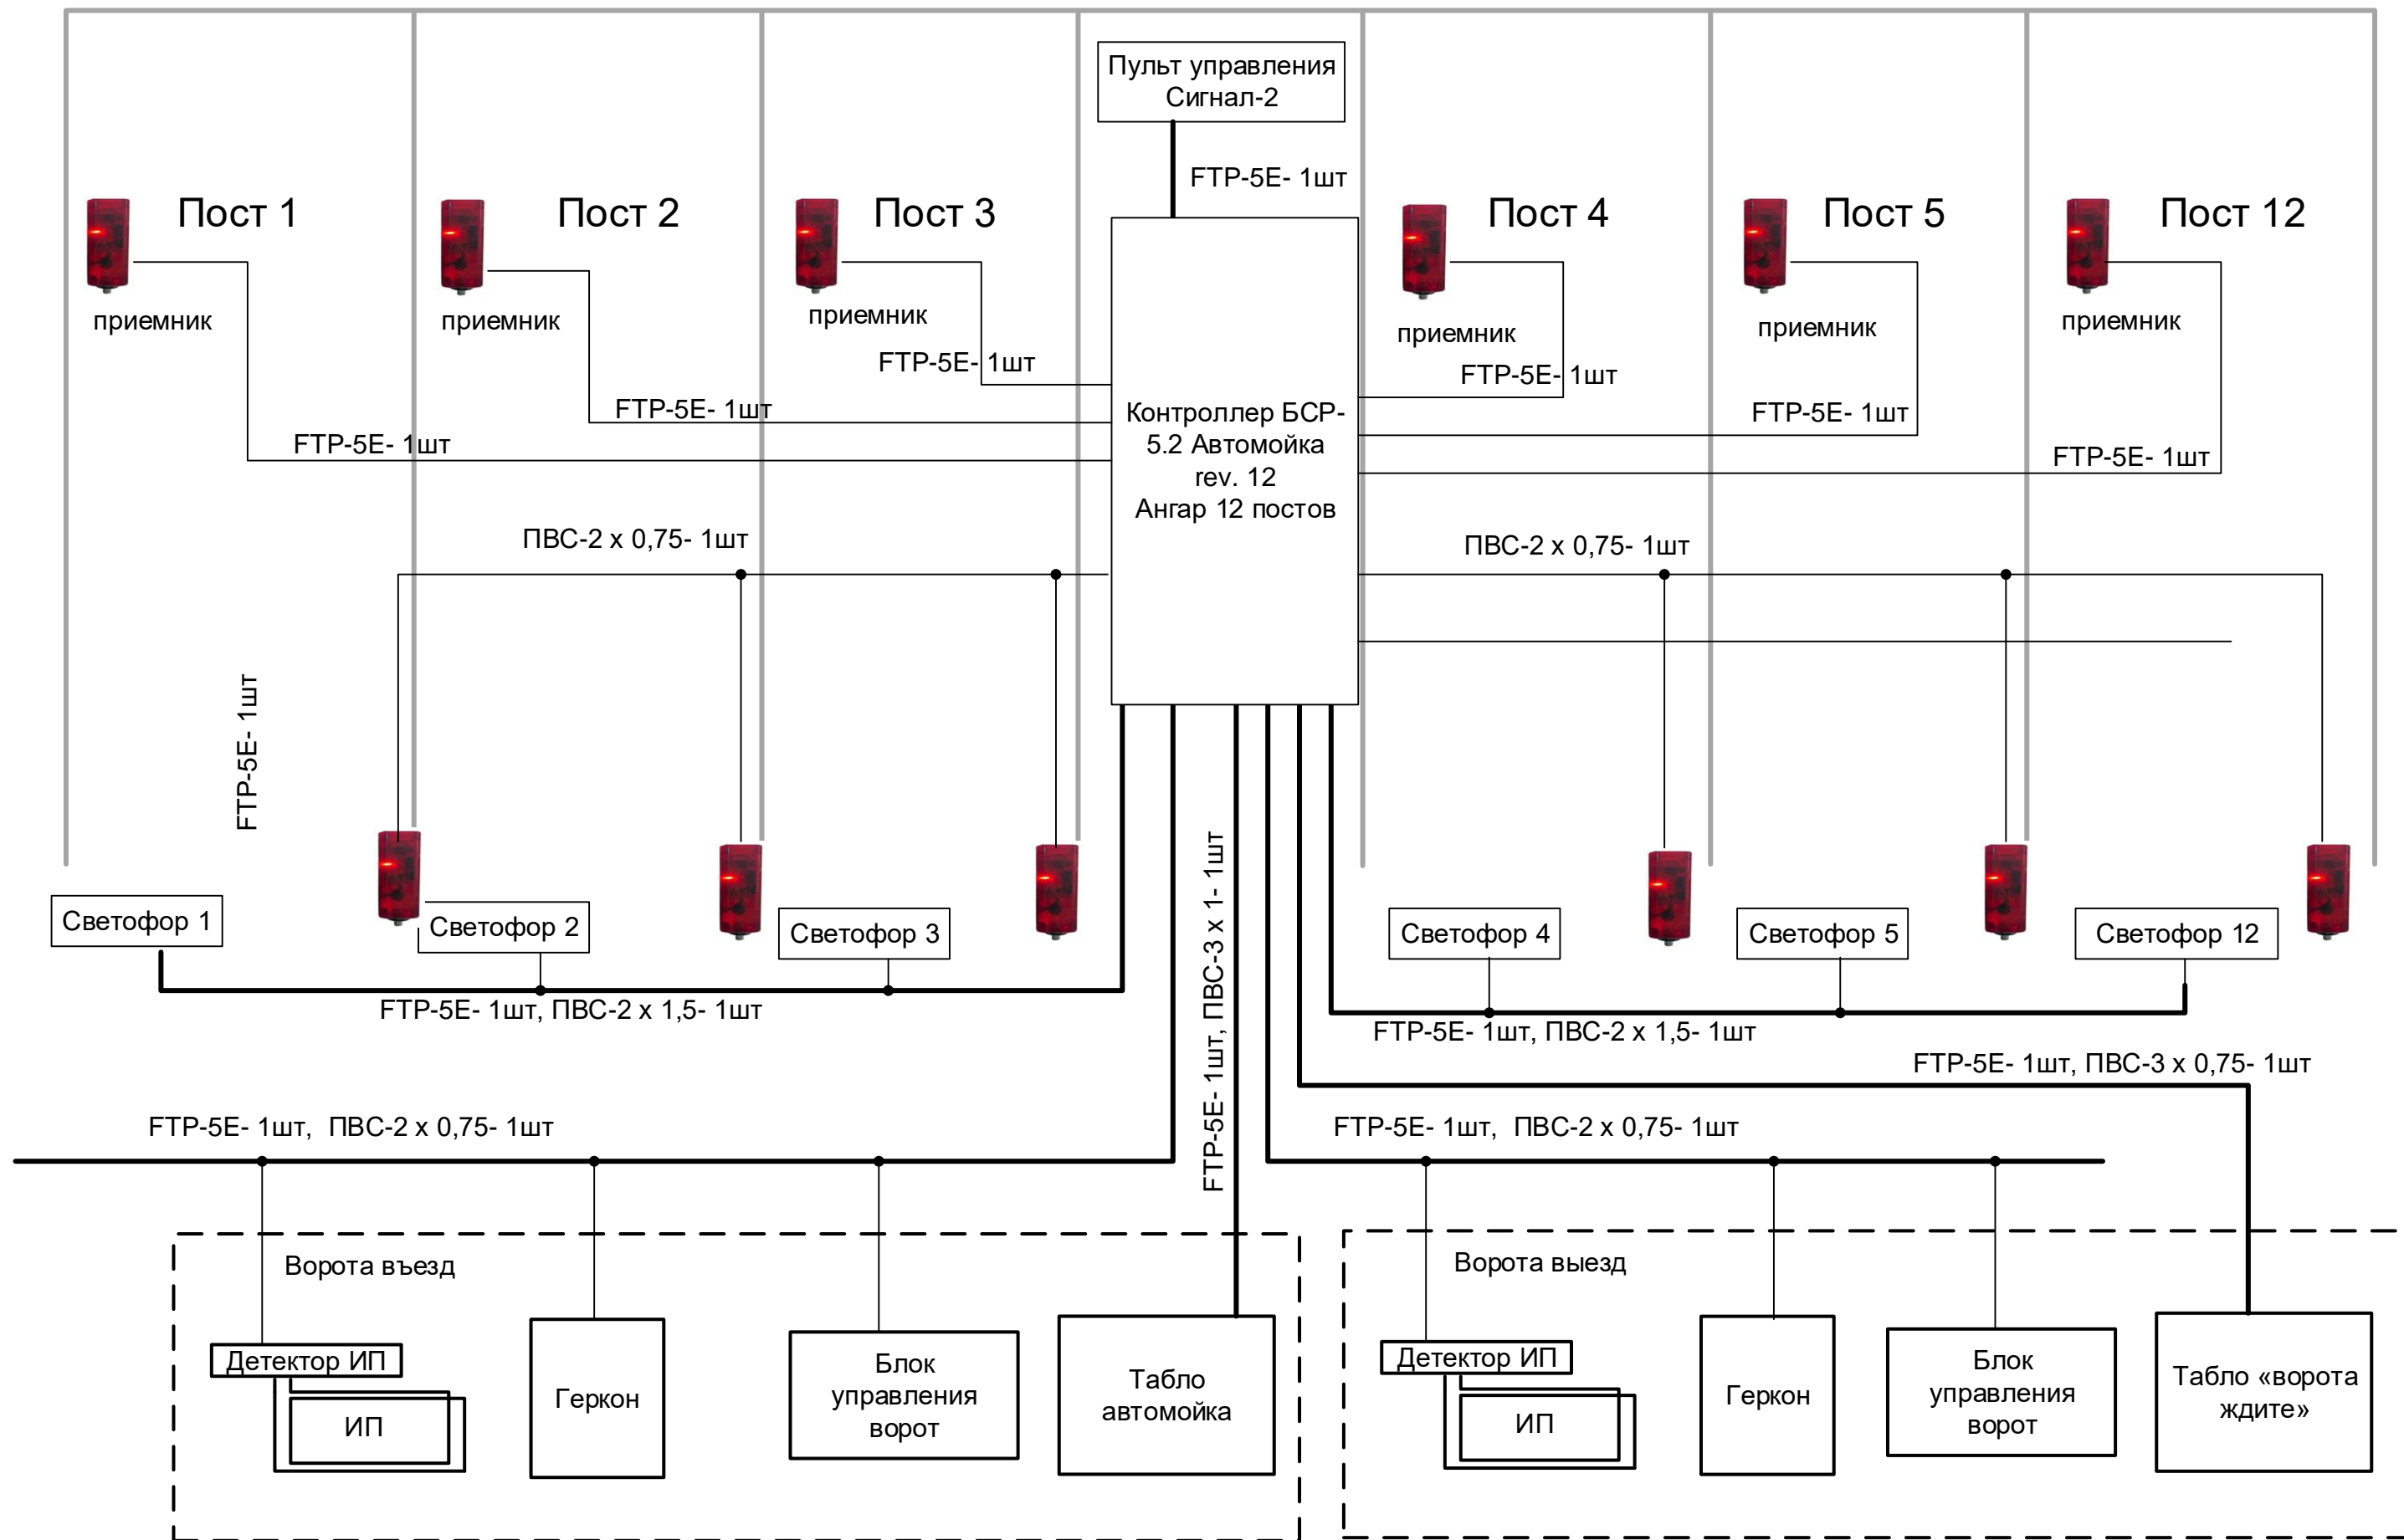 Пульт управления
Сигнал-2
FTP-5E- 1шт
Пост 1
Пост 2
Пост 3
Пост 4
Пост 5
Пост 12
приемник
приемник
приемник
приемник
приемник
приемник
FTP-5E- 1шт
FTP-5E- 1шт
FTP-5E- 1шт
FTP-5E- 1шт
FTP-5E- 1шт
FTP-5E- 1шт
Контроллер БСР-
5.2 Автомойка
rev. 12
Ангар 12 постов
ПВС-2 х 0,75- 1шт
ПВС-2 х 0,75- 1шт
FTP-5E- 1шт
Светофор 1
Светофор 2
Светофор 3
Светофор 4
Светофор 5
Светофор 12
FTP-5E- 1шт, ПВС-2 х 1,5- 1шт
FTP-5E- 1шт, ПВС-3 х 1- 1шт
FTP-5E- 1шт, ПВС-2 х 1,5- 1шт
FTP-5E- 1шт, ПВС-3 х 0,75- 1шт
FTP-5E- 1шт, ПВС-2 х 0,75- 1шт
FTP-5E- 1шт, ПВС-2 х 0,75- 1шт
Ворота въезд
Детектор ИП
ИП
Геркон
Блок
управления
ворот
Табло
автомойка
Ворота выезд
Детектор ИП
ИП
Геркон
Блок
управления
ворот
Табло «ворота
ждите»